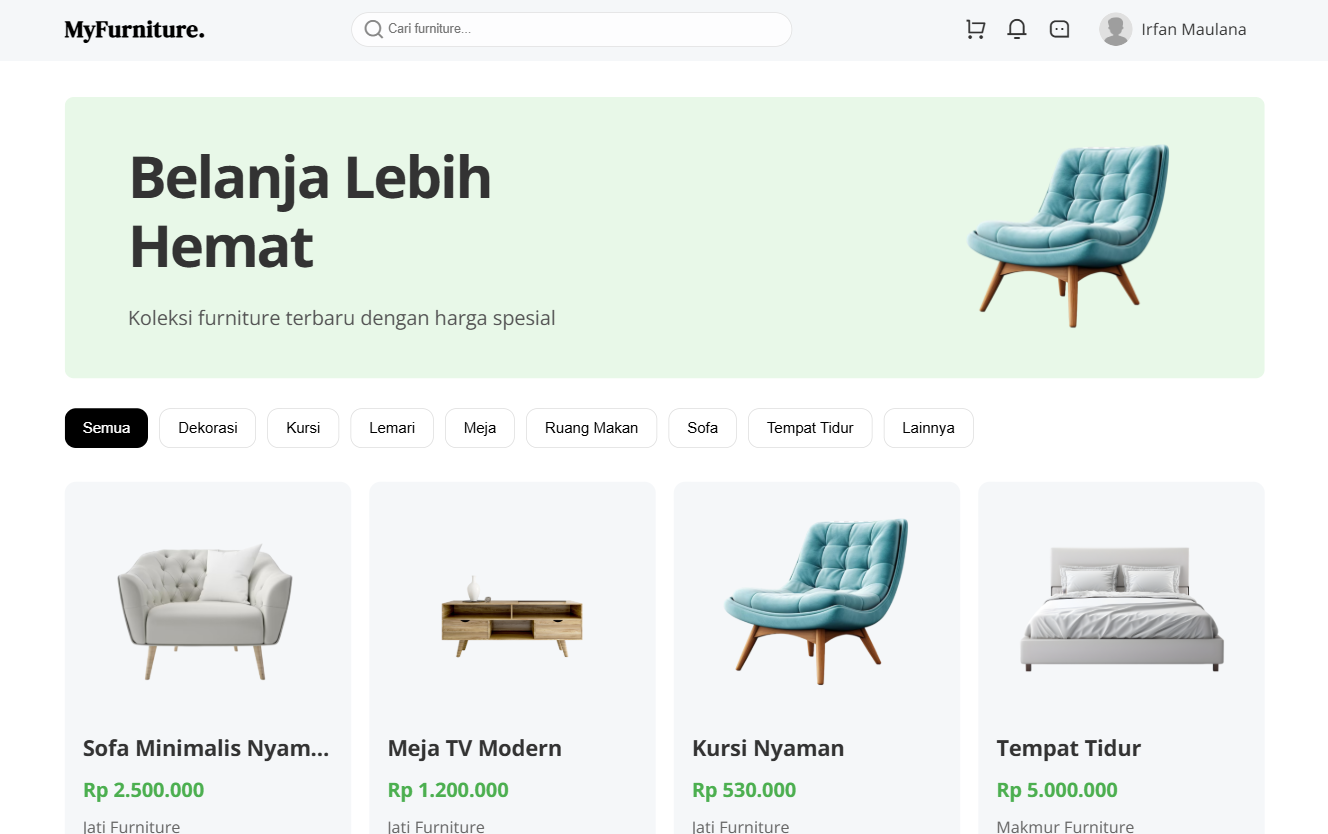 MyFurniture.
Cari furniture...
Irfan Maulana
Belanja Lebih
Hemat
Koleksi furniture terbaru dengan harga spesial
Semua
Dekorasi
Kursi
Lemari
Meja
Ruang Makan
Sofa
Tempat Tidur
Lainnya
Sofa Minimalis Nyam...
Rp 2.500.000
Jati Furniture
Meja TV Modern
Rp 1.200.000
Jati Furniture
Kursi Nyaman
Rp 530.000
Jati Furniture
Tempat Tidur
Rp 5.000.000
Makmur Furniture